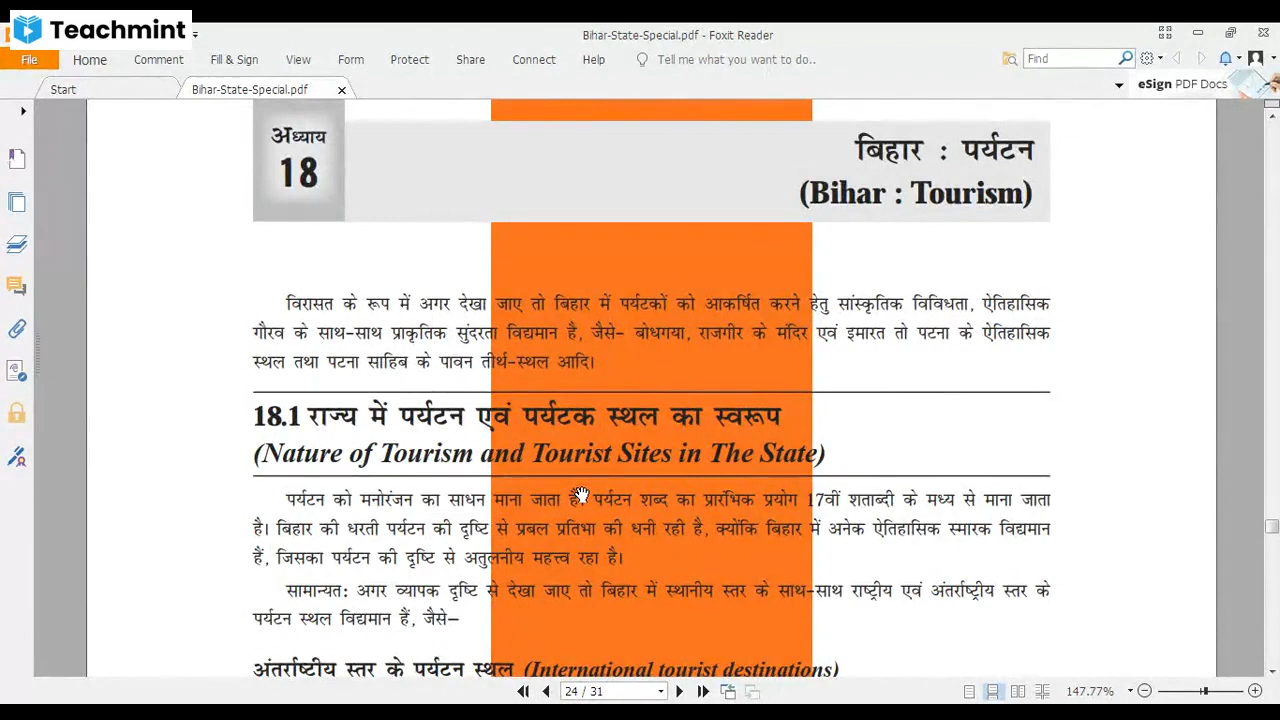 Teachmint
Bihar-State-Special.pdf - Foxit Reader
File Home Comment Fill & Sign View Form Protect Share Connect Help Tell me what you want to do.. Find
Start Bihar-State-Special.pdf eSign PDF Docs
अध्याय
18
बिहार : पर्यटन
(Bihar : Tourism)
विरासत के रूप में अगर देखा जाए तो बिहार में पर्यटकों को आकर्षित करने हेतु सांस्कृतिक विविधता, ऐतिहासिक
गौरव के साथ-साथ प्राकृतिक सुंदरता विद्यमान है, जैसे- बोधगया, राजगीर के मंदिर एवं इमारत तो पटना के ऐतिहासिक
स्थल तथा पटना साहिब के पावन तीर्थ-स्थल आदि।
18.1 राज्य में पर्यटन एवं पर्यटक स्थल का स्वरूप
(Nature of Tourism and Tourist Sites in The State)
पर्यटन को मनोरंजन का साधन माना जाता है. पर्यटन शब्द का प्रारंभिक प्रयोग 17वीं शताब्दी के मध्य से माना जाता
है। बिहार की धरती पर्यटन की दृष्टि से प्रबल प्रतिभा की धनी रही है, क्योंकि बिहार में अनेक ऐतिहासिक स्मारक विद्यमान
हैं, जिसका पर्यटन की दृष्टि से अतुलनीय महत्त्व रहा है।
सामान्यत: अगर व्यापक दृष्टि से देखा जाए तो बिहार में स्थानीय स्तर के साथ-साथ राष्ट्रीय एवं अंतर्राष्ट्रीय स्तर के
पर्यटन स्थल विद्यमान हैं, जैसे–
अंतर्राष्टीय स्तर के पर्यटन स्थल (International tourist destinations)
24 / 31 147.77%